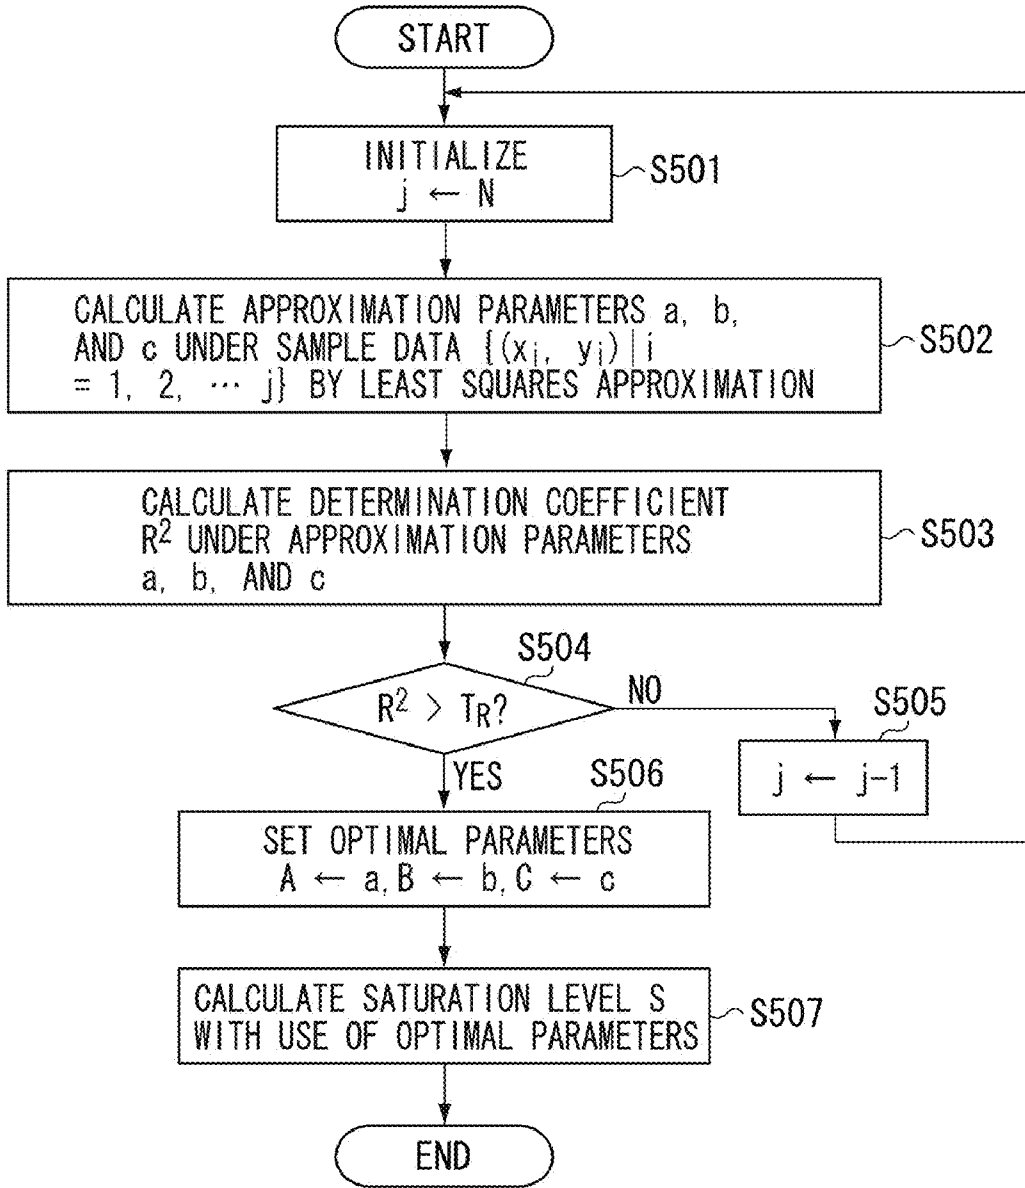 START
INITIALIZE
j ← N
S501
CALCULATE APPROXIMATION PARAMETERS a, b,
AND c UNDER SAMPLE DATA {(xi, yi)|i
= 1, 2, ··· j} BY LEAST SQUARES APPROXIMATION
S502
CALCULATE DETERMINATION COEFFICIENT
R² UNDER APPROXIMATION PARAMETERS
a, b, AND c
S503
S504
R² > TR?
NO
YES
S505
j ← j-1
S506
SET OPTIMAL PARAMETERS
A ← a, B ← b, C ← c
CALCULATE SATURATION LEVEL S
WITH USE OF OPTIMAL PARAMETERS
S507
END